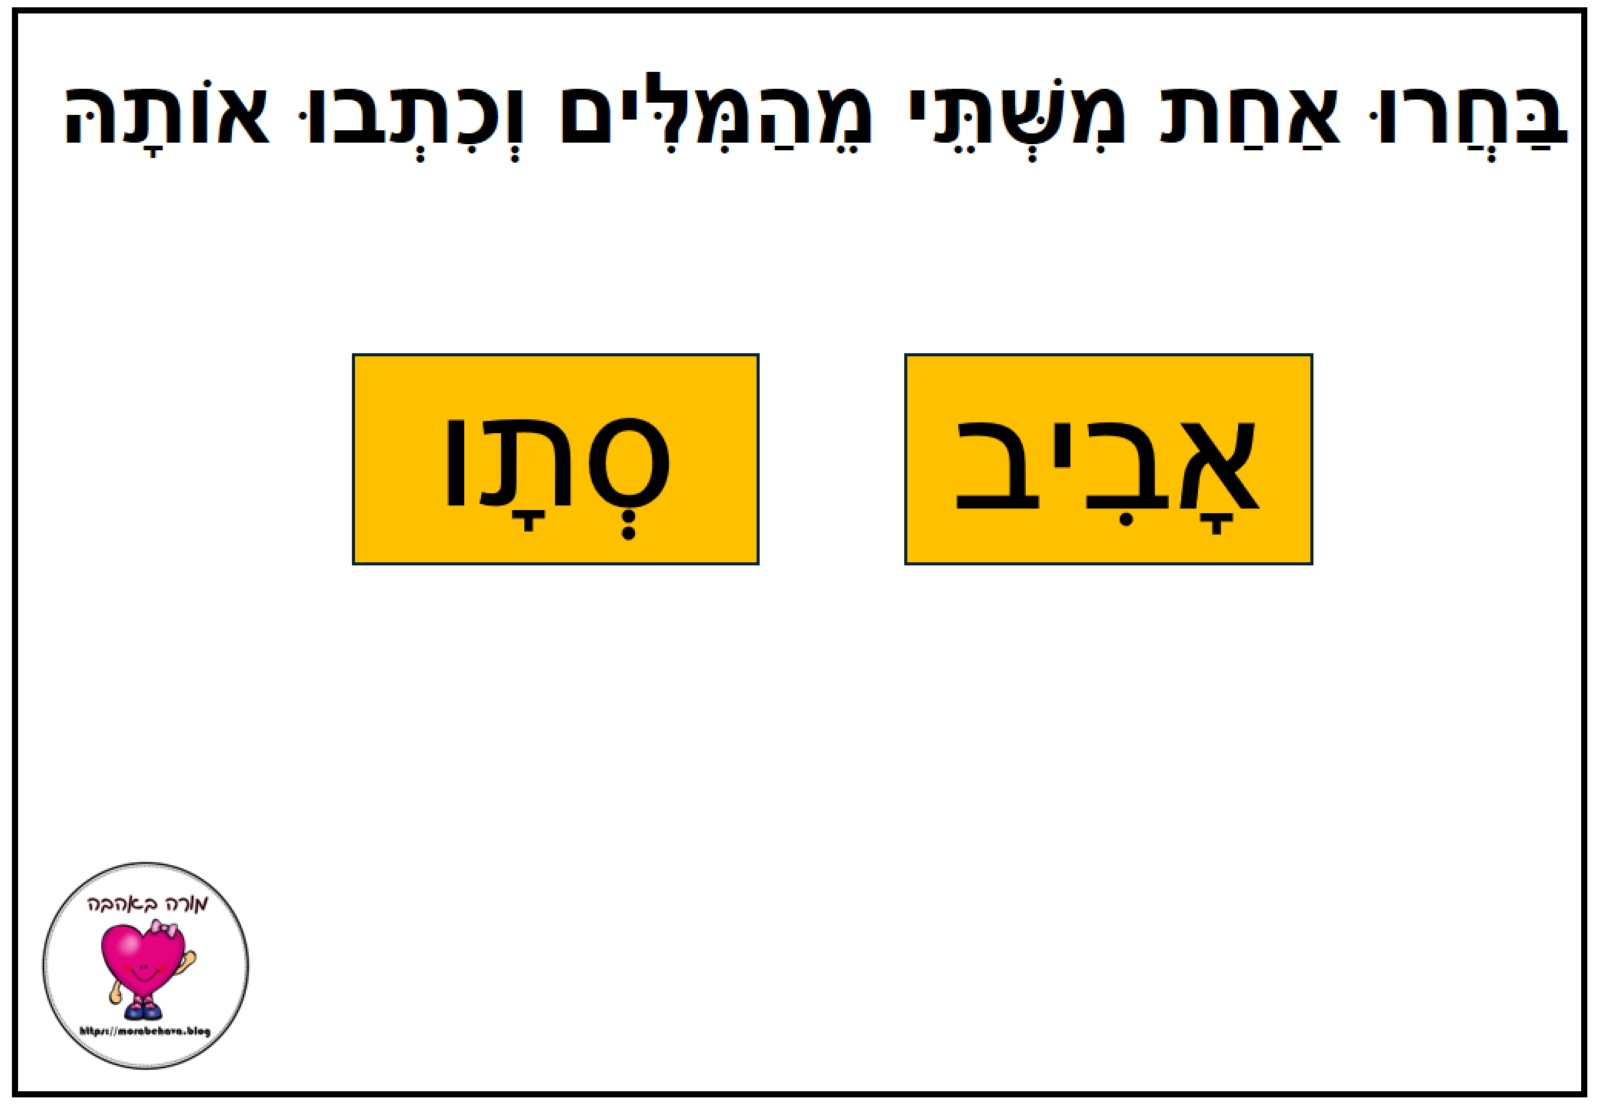 בַּחֲרוּ אַחַת מִשְּׁתֵּי מֵהַמִּלִּים וְכִתְבוּ אוֹתָהּ
אָבִיב
סְתָו
מורה באהבה
https://morabehava.blog